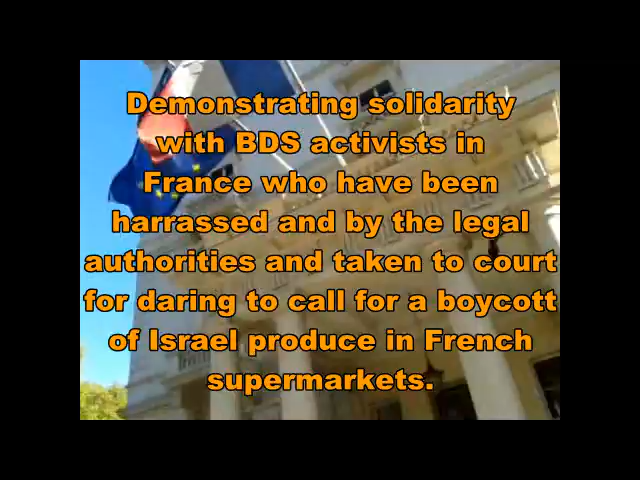 Demonstrating solidarity
with BDS activists in
France who have been
harrassed and by the legal
authorities and taken to court
for daring to call for a boycott
of Israel produce in French
supermarkets.